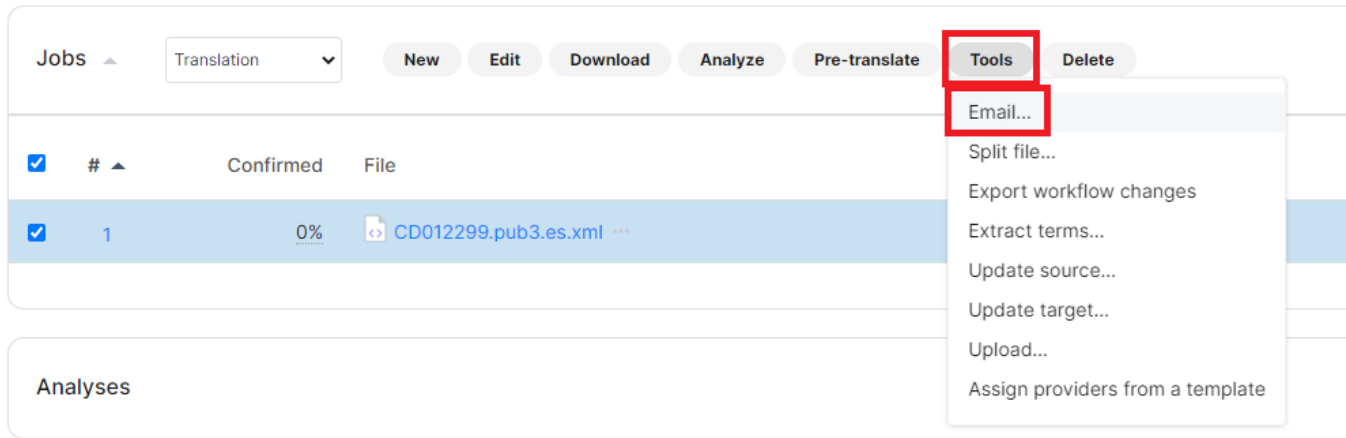 Jobs Translation New Edit Download Analyze Pre-translate Tools Delete
Email...
Split file...
Export workflow changes
Extract terms...
Update source...
Update target...
Upload...
Assign providers from a template
# Confirmed File
1 0% CD012299.pub3.es.xml ...
Analyses